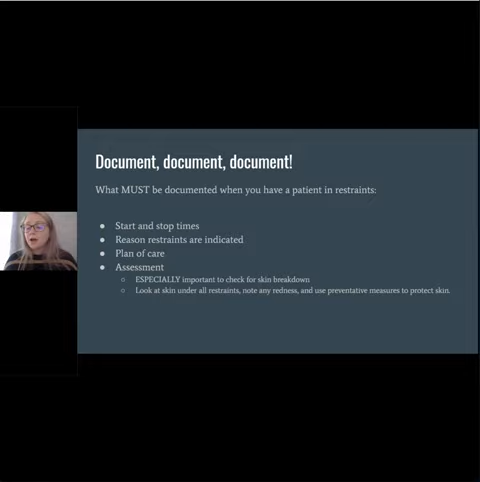 Document, document, document!
What MUST be documented when you have a patient in restraints:
● Start and stop times
● Reason restraints are indicated
● Plan of care
● Assessment
○ ESPECIALLY important to check for skin breakdown
○ Look at skin under all restraints, note any redness, and use preventative measures to protect skin.